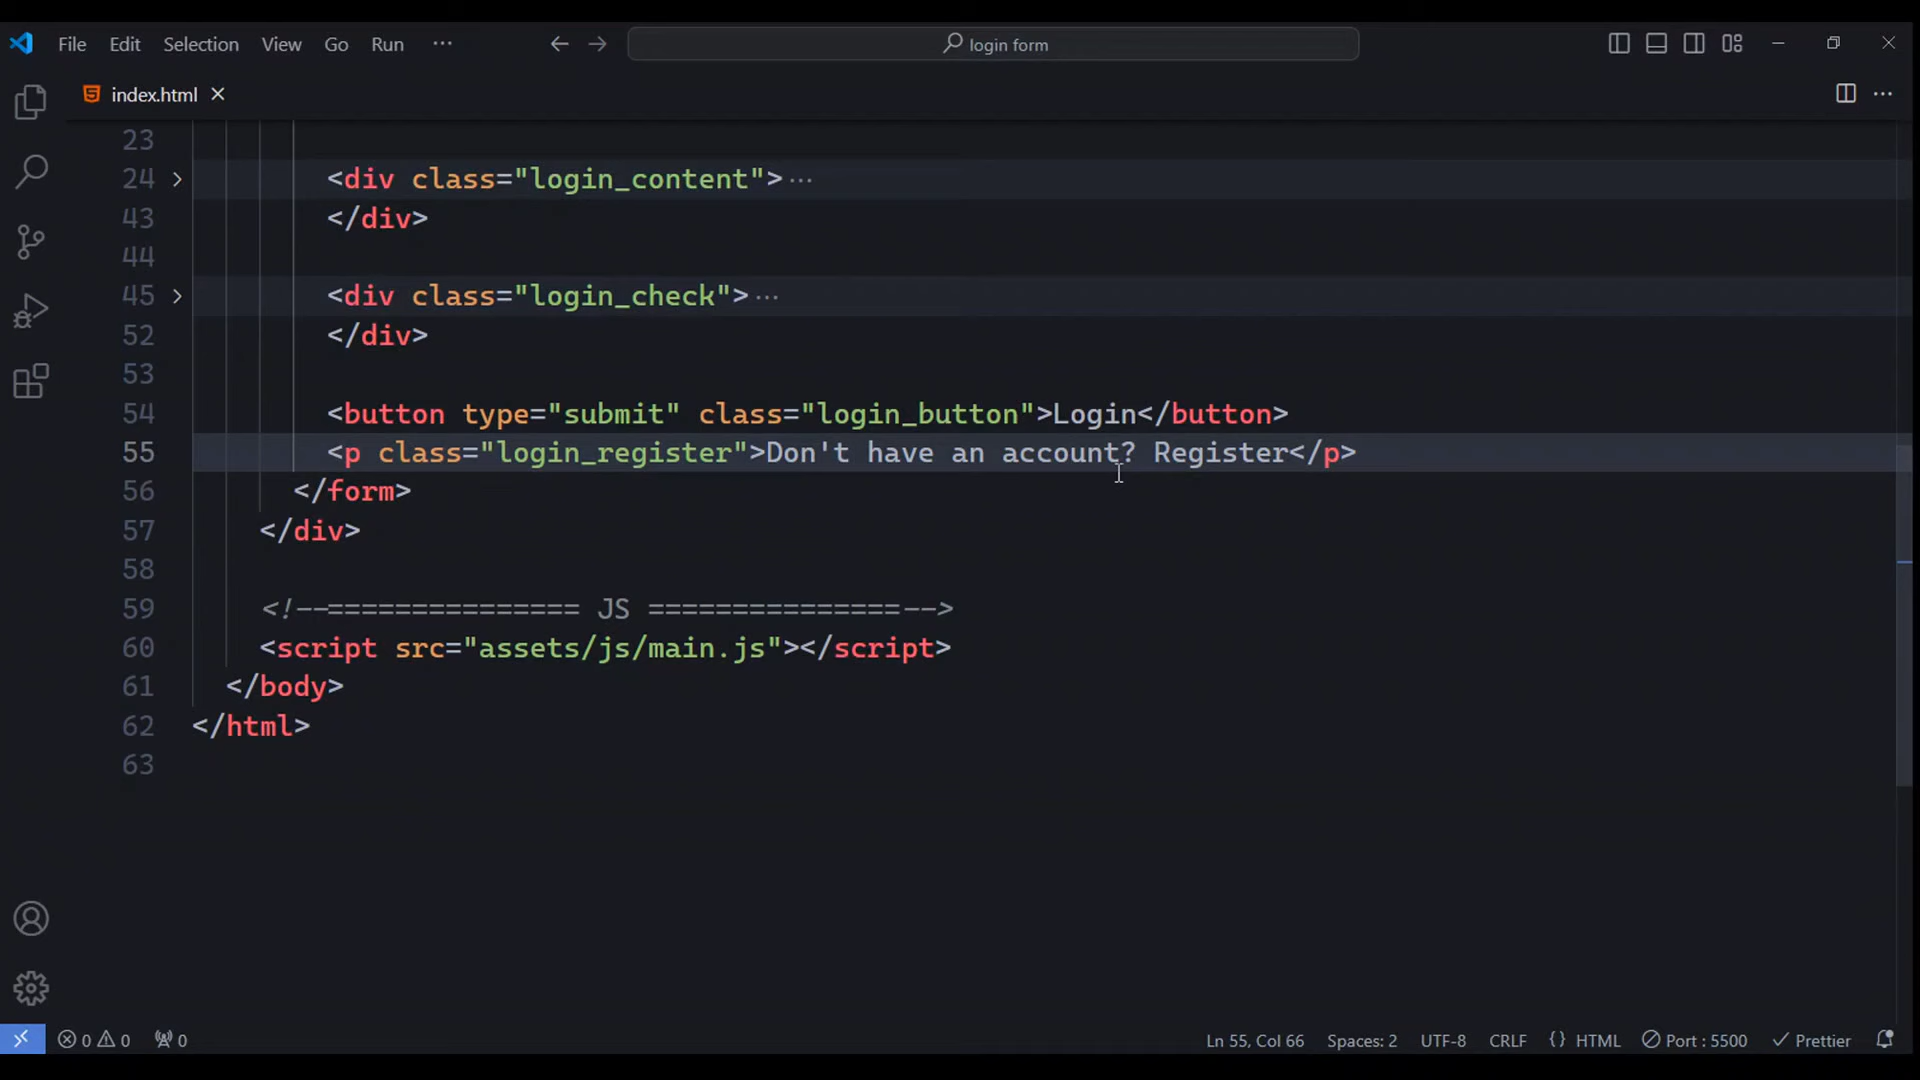 File Edit Selection View Go Run ··· ← → login form
index.html ×
23
24 > <div class="login_content"> ···
43 </div>
44
45 > <div class="login_check"> ···
52 </div>
53
54 <button type="submit" class="login_button">Login</button>
55 <p class="login_register">Don't have an account? Register</p>
56 </form>
57 </div>
58
59 <!--=============== JS ===============-->
60 <script src="assets/js/main.js"></script>
61 </body>
62 </html>
63
0 0 0 Ln 55, Col 66 Spaces: 2 UTF-8 CRLF {} HTML Port : 5500 Prettier